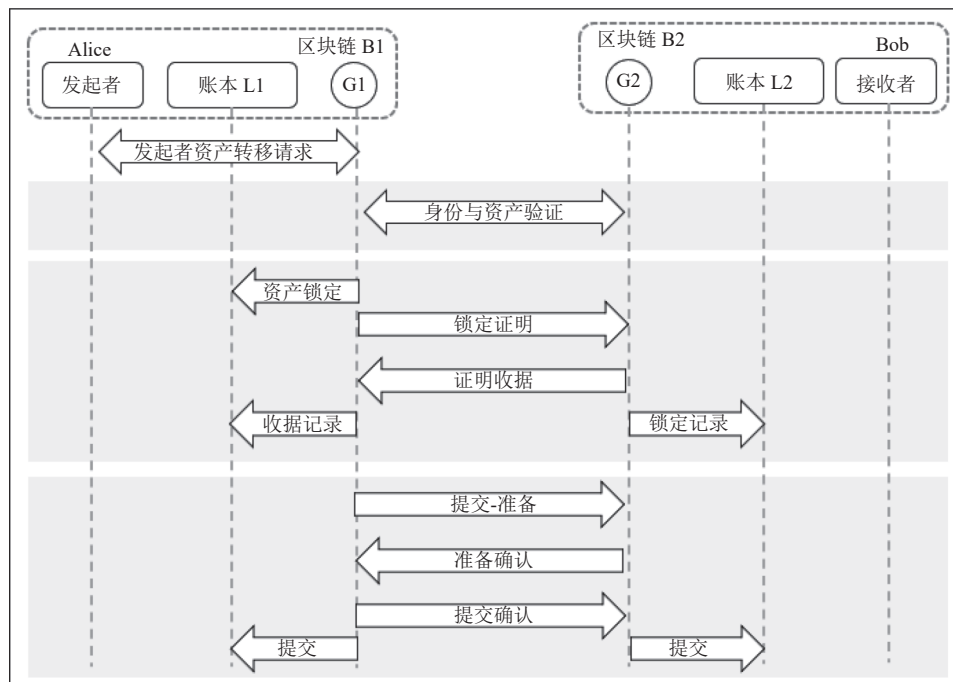 Alice
区块链 B1
区块链 B2
Bob
发起者
账本 L1
G1
G2
账本 L2
接收者
发起者资产转移请求
身份与资产验证
资产锁定
锁定证明
证明收据
收据记录
锁定记录
提交-准备
准备确认
提交确认
提交
提交